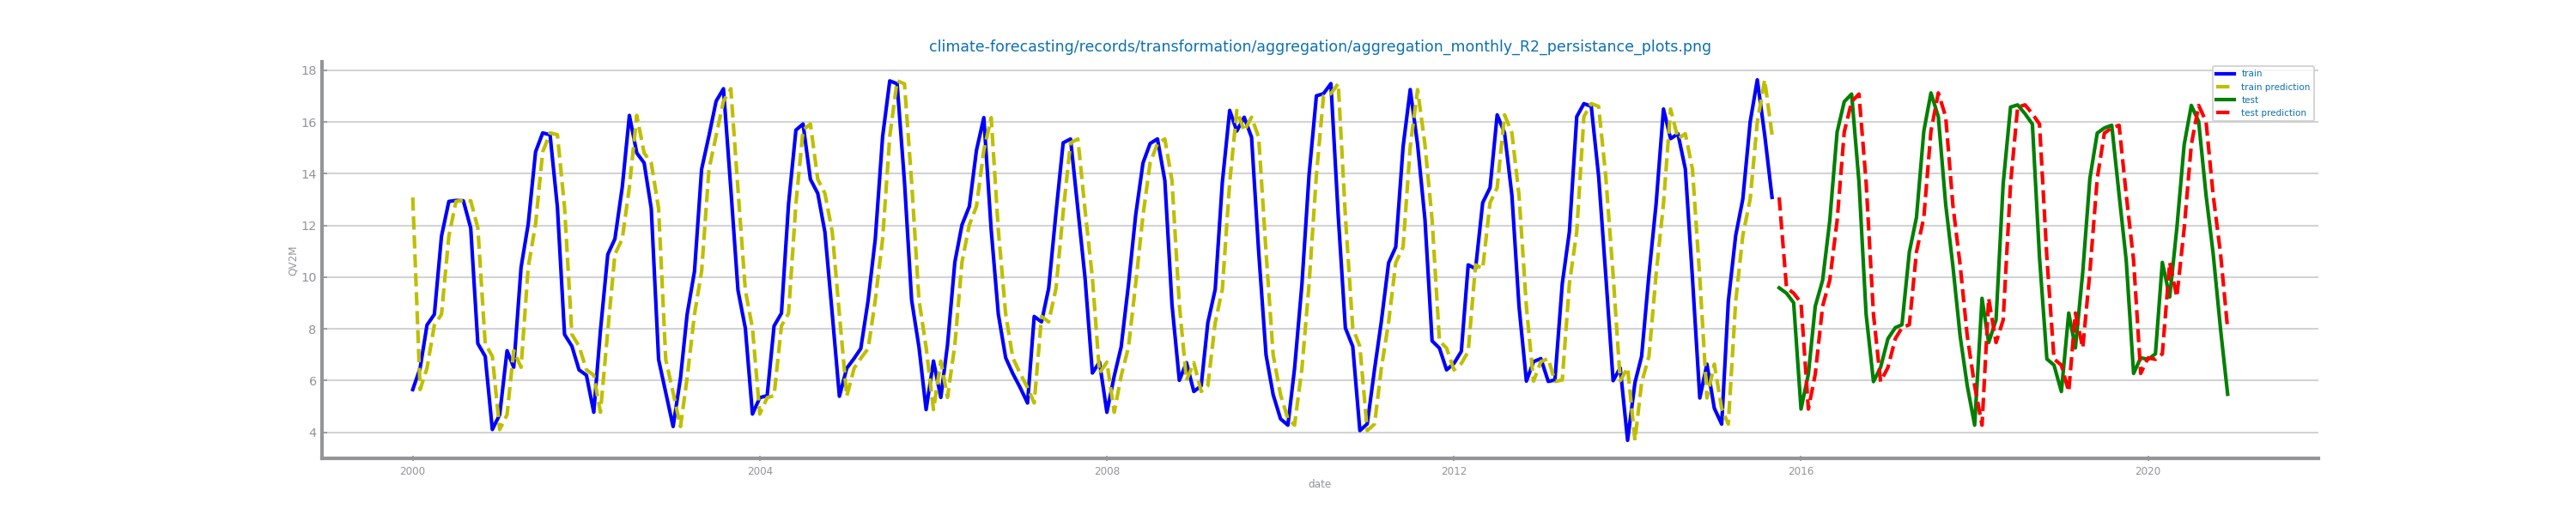 climate-forecasting/records/transformation/aggregation/aggregation_monthly_R2_persistance_plots.png
18
16
14
12
10
8
6
4
QV2M
train
train prediction
test
test prediction
2000 2004 2008 2012 2016 2020
date